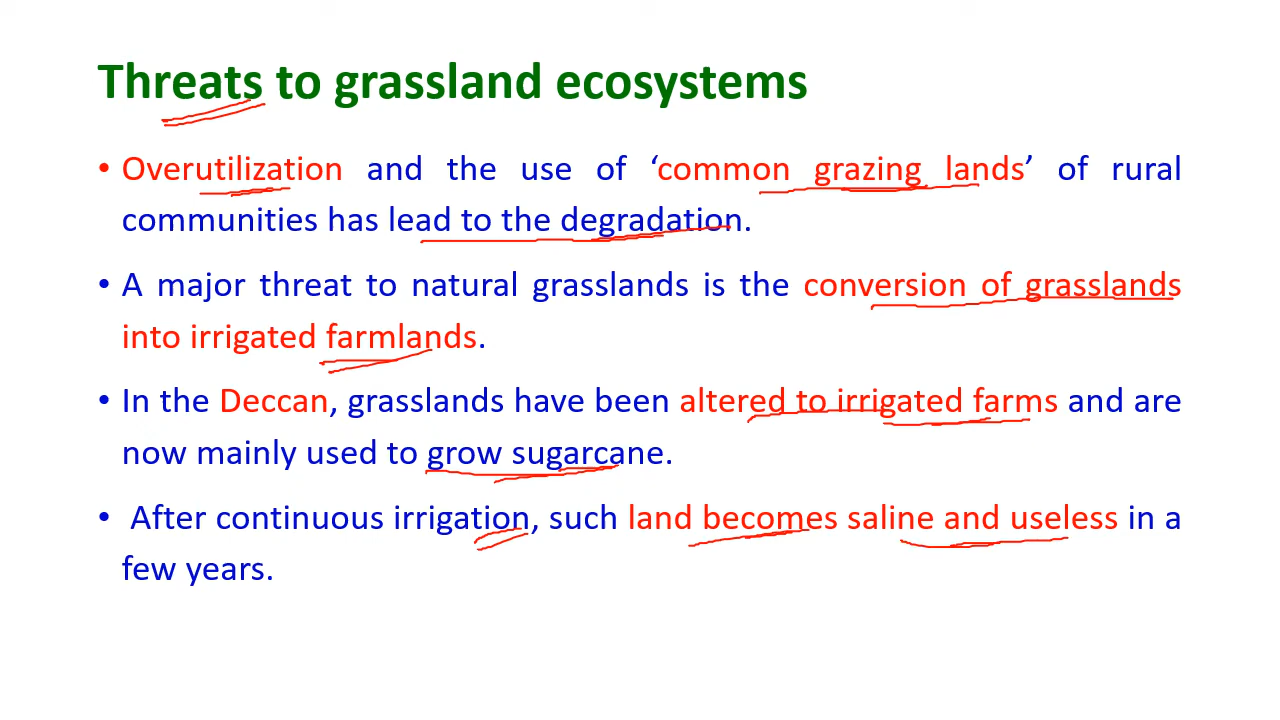 Threats to grassland ecosystems
• Overutilization and the use of ‘common grazing lands’ of rural
communities has lead to the degradation.
• A major threat to natural grasslands is the conversion of grasslands
into irrigated farmlands.
• In the Deccan, grasslands have been altered to irrigated farms and are
now mainly used to grow sugarcane.
• After continuous irrigation, such land becomes saline and useless in a
few years.